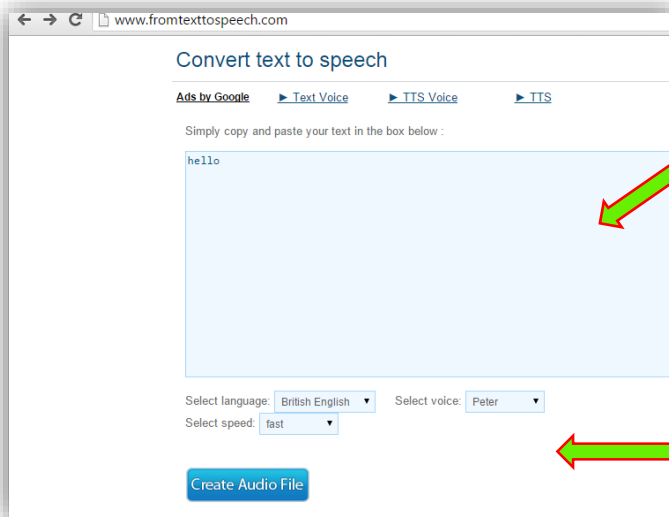 www.fromtexttospeech.com
Convert text to speech
Ads by Google ► Text Voice ► TTS Voice ► TTS
Simply copy and paste your text in the box below :
hello
Select language: British English ▼ Select voice: Peter ▼
Select speed: fast ▼
Create Audio File